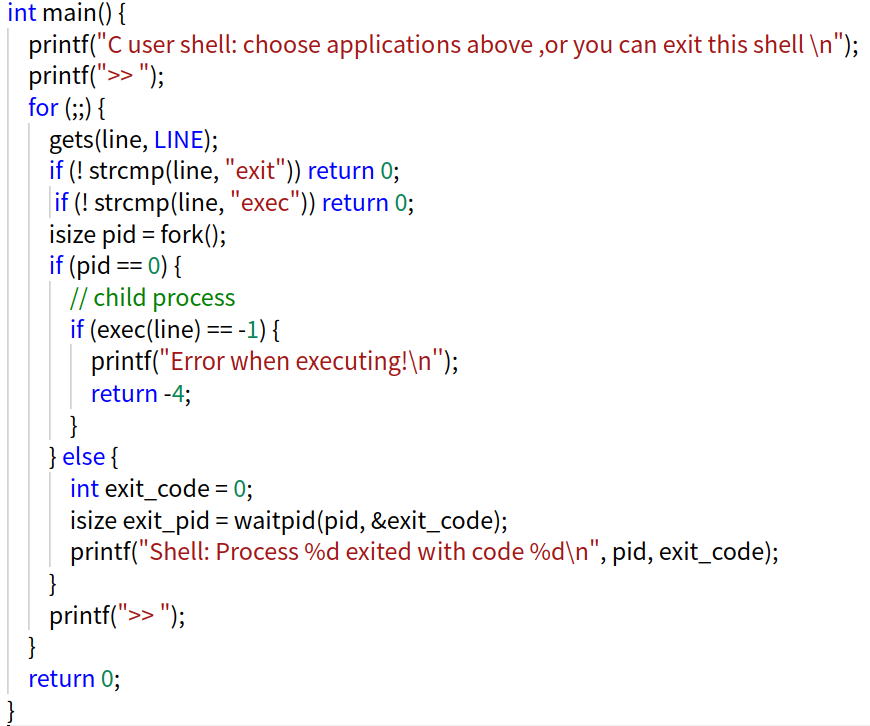 int main() {
printf("C user shell: choose applications above ,or you can exit this shell \n");
printf(">> ");
for (;;) {
gets(line, LINE);
if (! strcmp(line, "exit")) return 0;
if (! strcmp(line, "exec")) return 0;
isize pid = fork();
if (pid == 0) {
// child process
if (exec(line) == -1) {
printf("Error when executing!\n");
return -4;
}
} else {
int exit_code = 0;
isize exit_pid = waitpid(pid, &exit_code);
printf("Shell: Process %d exited with code %d\n", pid, exit_code);
}
printf(">> ");
}
return 0;
}